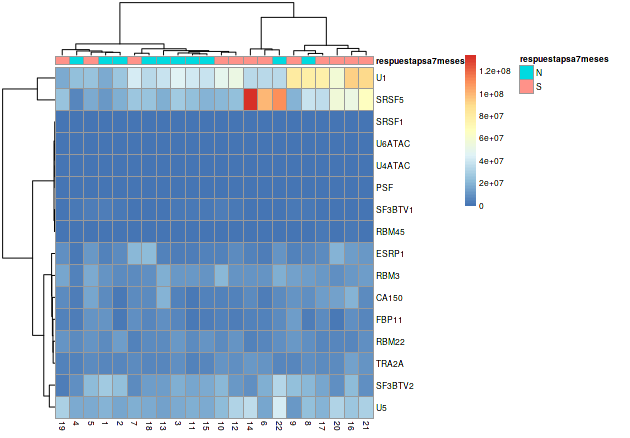 respuestapsa7meses
respuestapsa7meses
N
S
1.2e+08
1e+08
8e+07
6e+07
4e+07
2e+07
0
U1
SRSF5
SRSF1
U6ATAC
U4ATAC
PSF
SF3BTV1
RBM45
ESRP1
RBM3
CA150
FBP11
RBM22
TRA2A
SF3BTV2
U5
19 4 5 1 2 7 18 13 3 11 15 10 12 14 6 22 9 8 17 20 16 21